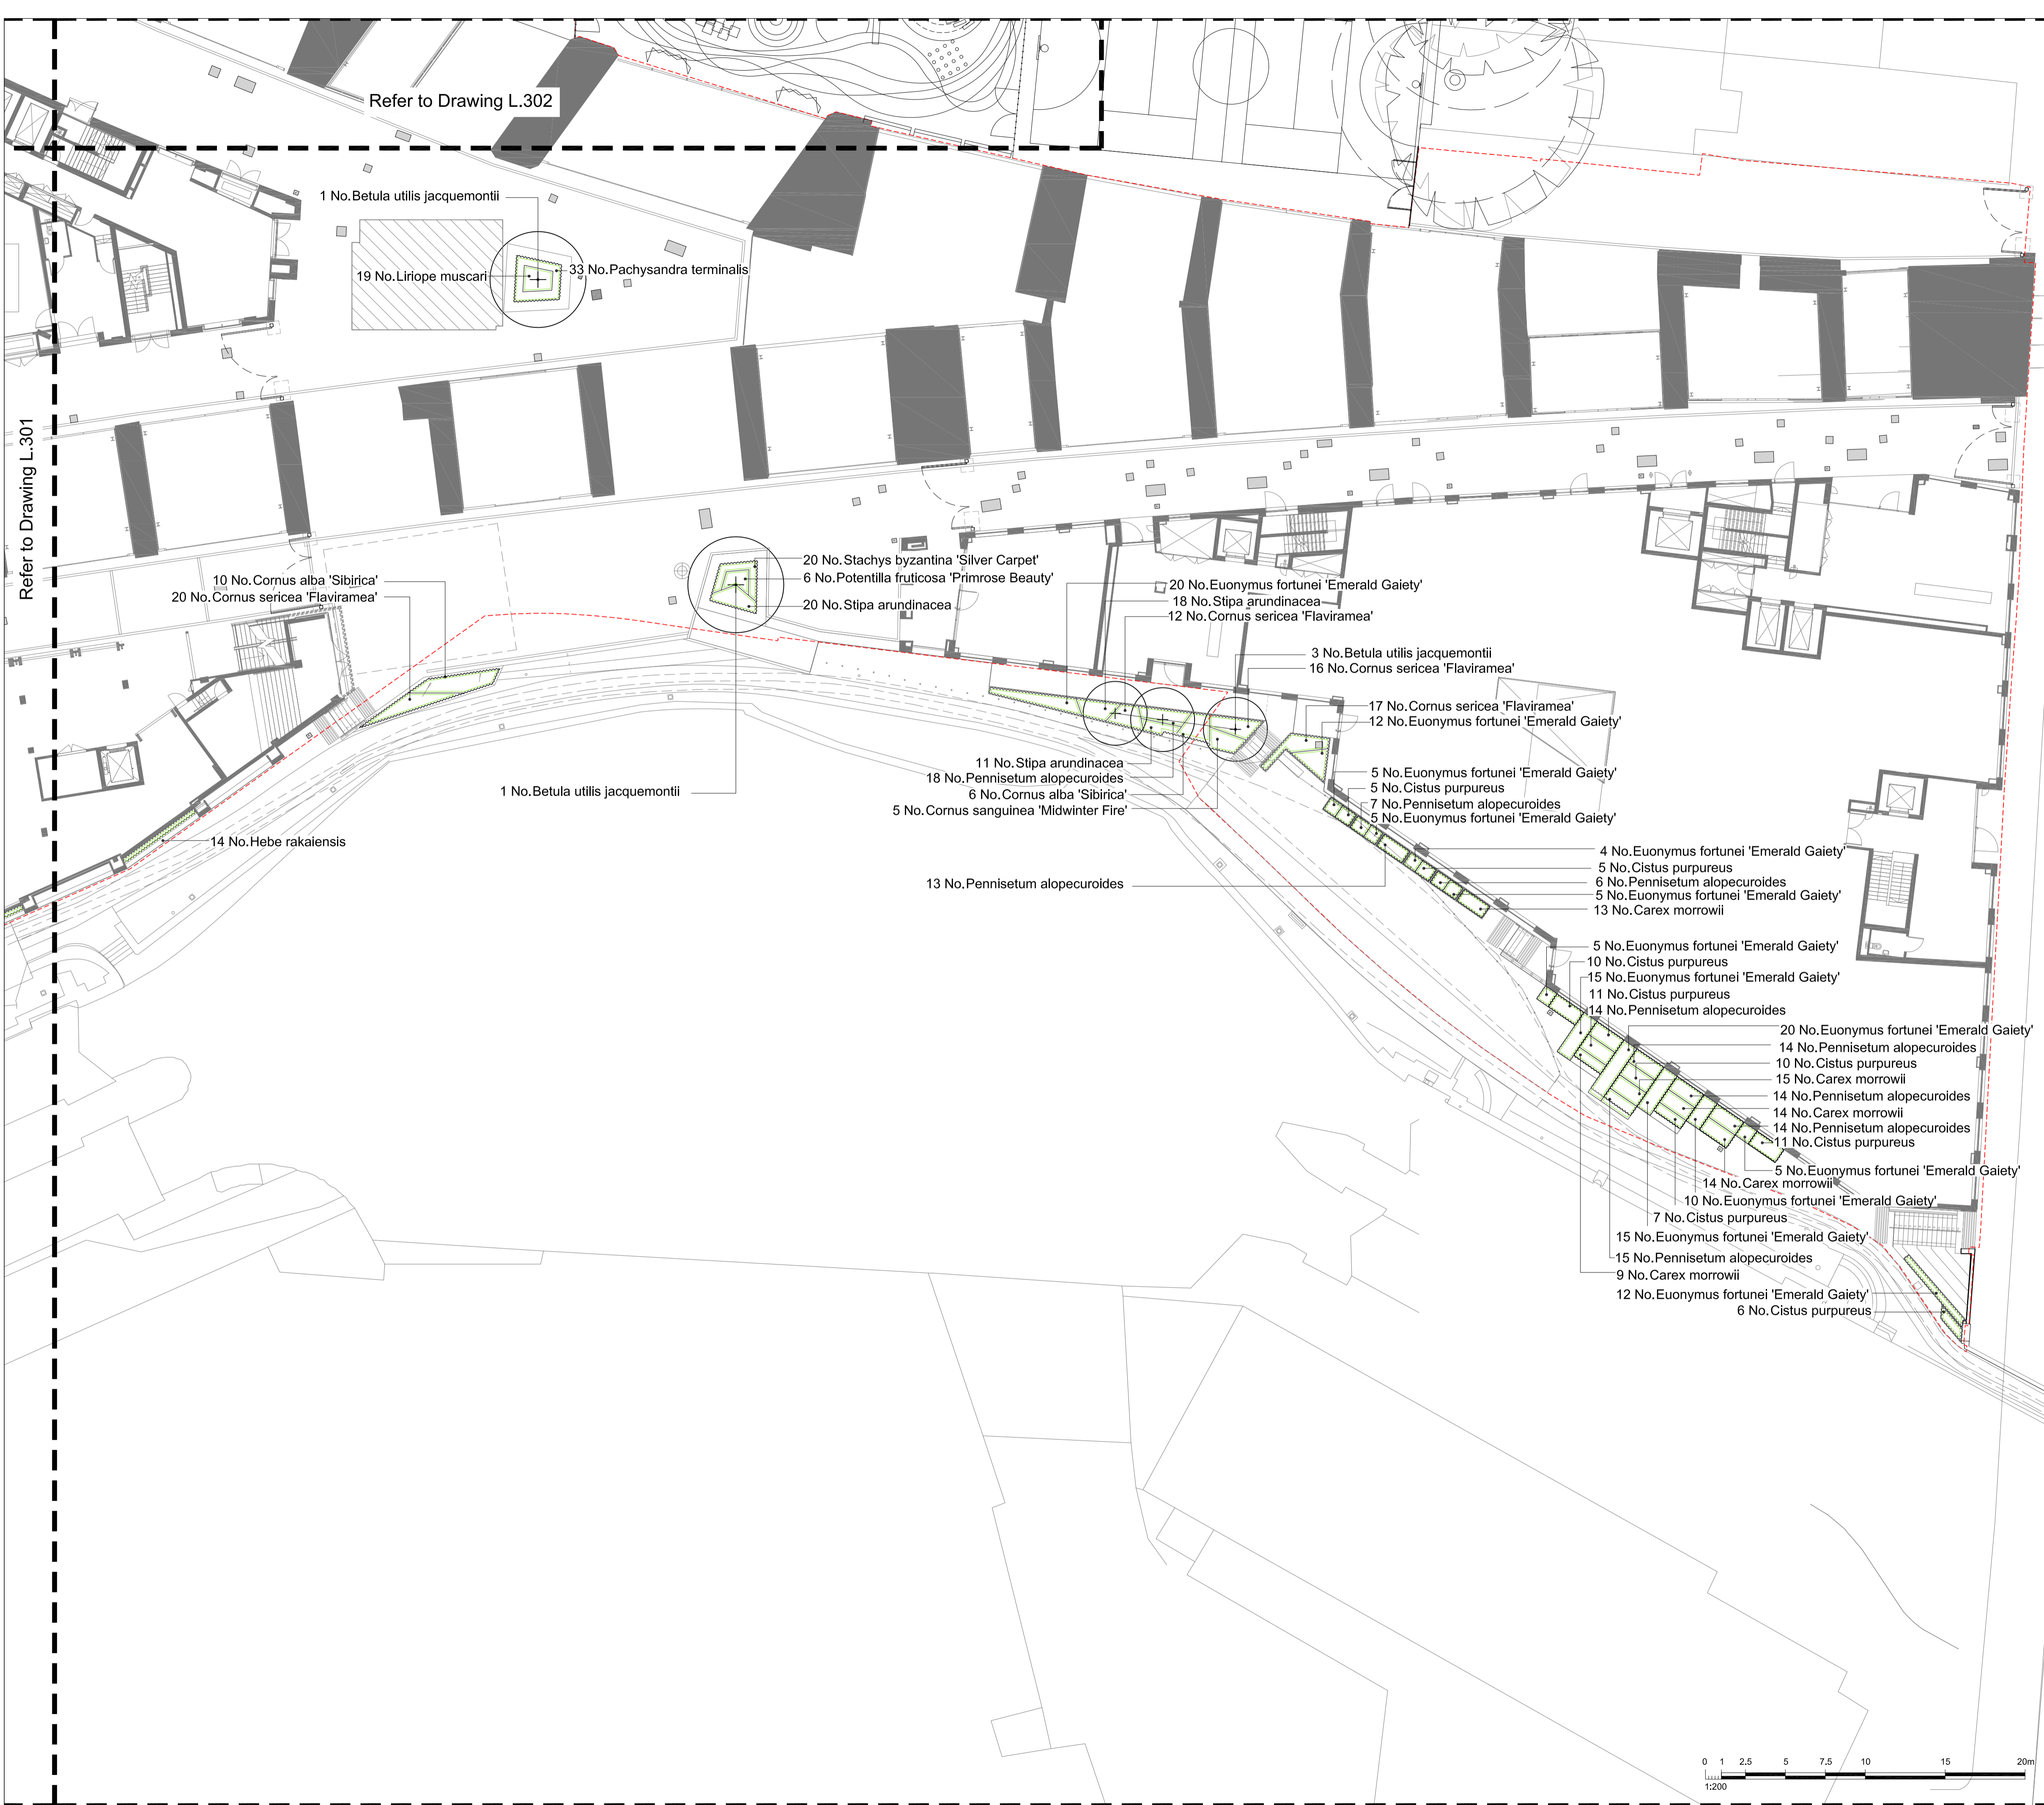 Refer to Drawing L.302
Refer to Drawing L.301
1 No.Betula utilis jacquemontii
19 No.Liriope muscari
33 No.Pachysandra terminalis
10 No.Cornus alba 'Sibirica'
20 No.Cornus sericea 'Flaviramea'
20 No.Stachys byzantina 'Silver Carpet'
6 No.Potentilla fruticosa 'Primrose Beauty'
20 No.Stipa arundinacea
20 No.Euonymus fortunei 'Emerald Gaiety'
18 No.Stipa arundinacea
12 No.Cornus sericea 'Flaviramea'
3 No.Betula utilis jacquemontii
16 No.Cornus sericea 'Flaviramea'
17 No.Cornus sericea 'Flaviramea'
12 No.Euonymus fortunei 'Emerald Gaiety'
11 No.Stipa arundinacea
18 No.Pennisetum alopecuroides
6 No.Cornus alba 'Sibirica'
5 No.Cornus sanguinea 'Midwinter Fire'
1 No.Betula utilis jacquemontii
5 No.Euonymus fortunei 'Emerald Gaiety'
5 No.Cistus purpureus
7 No.Pennisetum alopecuroides
5 No.Euonymus fortunei 'Emerald Gaiety'
14 No.Hebe rakaiensis
13 No.Pennisetum alopecuroides
4 No.Euonymus fortunei 'Emerald Gaiety'
5 No.Cistus purpureus
6 No.Pennisetum alopecuroides
5 No.Euonymus fortunei 'Emerald Gaiety'
13 No.Carex morrowii
5 No.Euonymus fortunei 'Emerald Gaiety'
10 No.Cistus purpureus
15 No.Euonymus fortunei 'Emerald Gaiety'
11 No.Cistus purpureus
14 No.Pennisetum alopecuroides
20 No.Euonymus fortunei 'Emerald Gaiety'
14 No.Pennisetum alopecuroides
10 No.Cistus purpureus
15 No.Carex morrowii
14 No.Pennisetum alopecuroides
14 No.Carex morrowii
14 No.Pennisetum alopecuroides
11 No.Cistus purpureus
5 No.Euonymus fortunei 'Emerald Gaiety'
14 No.Carex morrowii
10 No.Euonymus fortunei 'Emerald Gaiety'
7 No.Cistus purpureus
15 No.Euonymus fortunei 'Emerald Gaiety'
15 No.Pennisetum alopecuroides
9 No.Carex morrowii
12 No.Euonymus fortunei 'Emerald Gaiety'
6 No.Cistus purpureus
0 1 2.5 5 7.5 10 15 20m
1:200